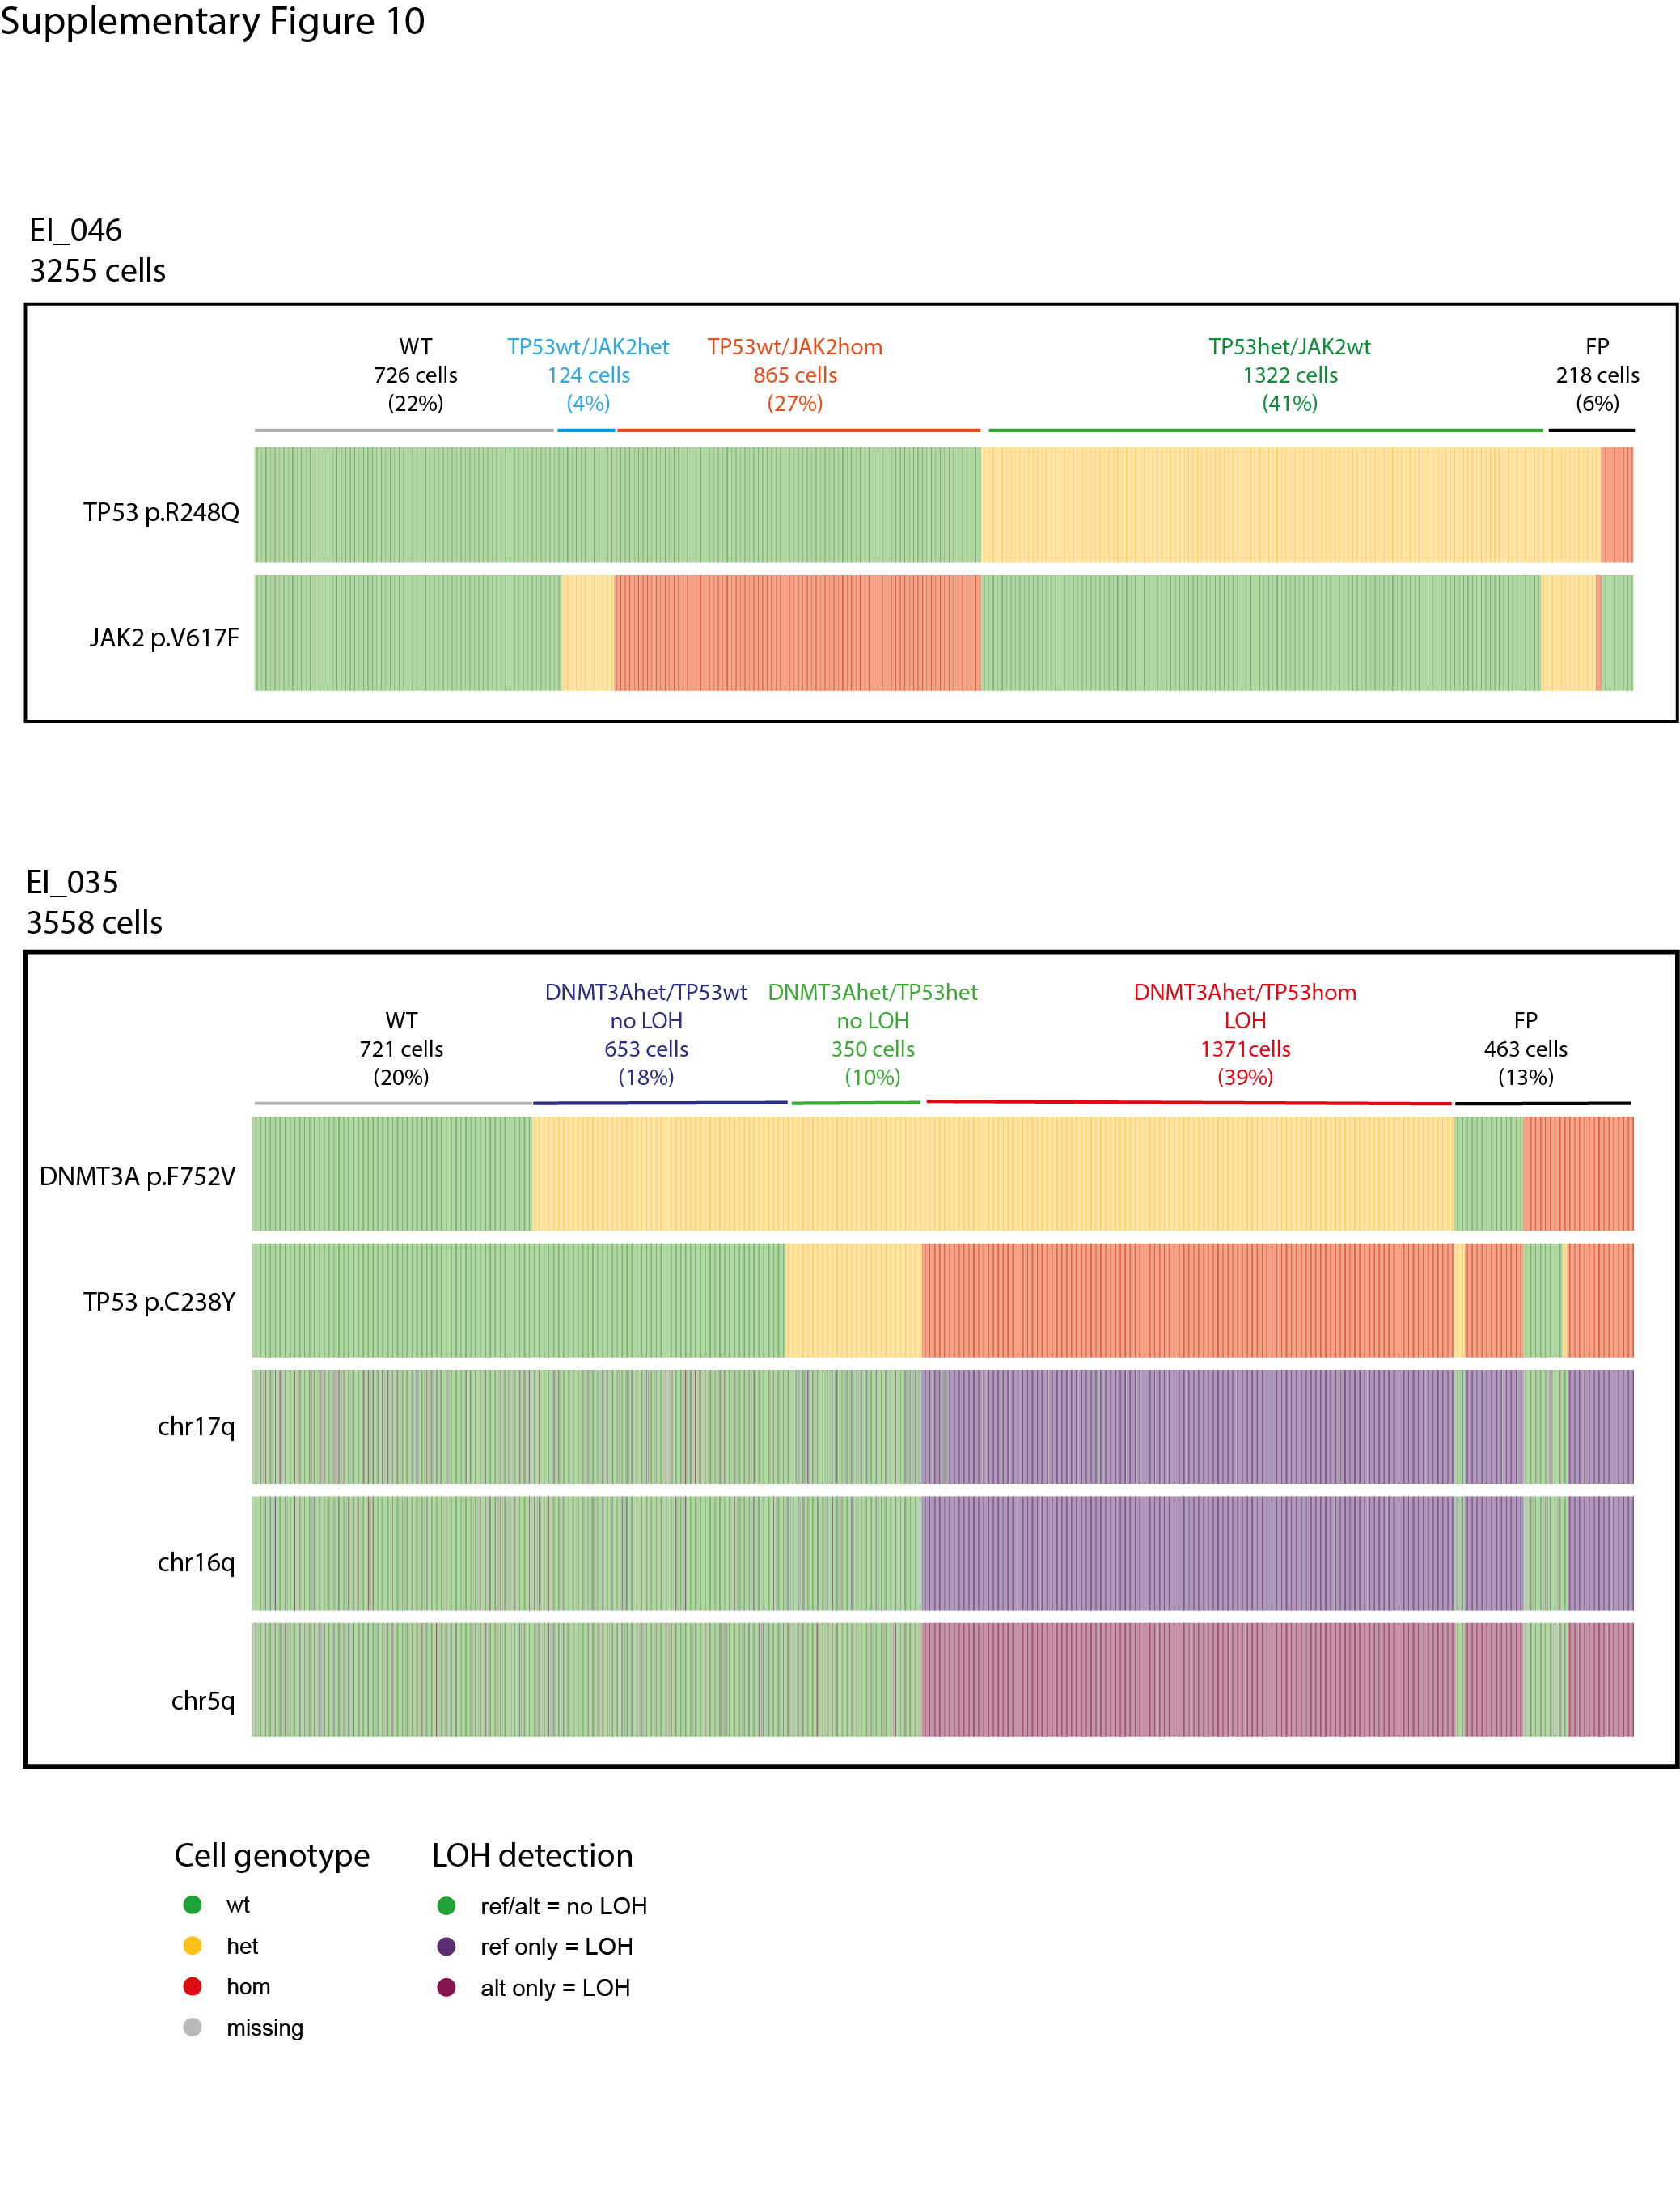 Supplementary Figure 10
EI_046
3255 cells
WT
726 cells
(22%)
TP53wt/JAK2het
124 cells
(4%)
TP53wt/JAK2hom
865 cells
(27%)
TP53het/JAK2wt
1322 cells
(41%)
FP
218 cells
(6%)
TP53 p.R248Q
JAK2 p.V617F
EI_035
3558 cells
WT
721 cells
(20%)
DNMT3Ahet/TP53wt
no LOH
653 cells
(18%)
DNMT3Ahet/TP53het
no LOH
350 cells
(10%)
DNMT3Ahet/TP53hom
LOH
1371cells
(39%)
FP
463 cells
(13%)
DNMT3A p.F752V
TP53 p.C238Y
chr17q
chr16q
chr5q
Cell genotype
wt
het
hom
missing
LOH detection
ref/alt = no LOH
ref only = LOH
alt only = LOH